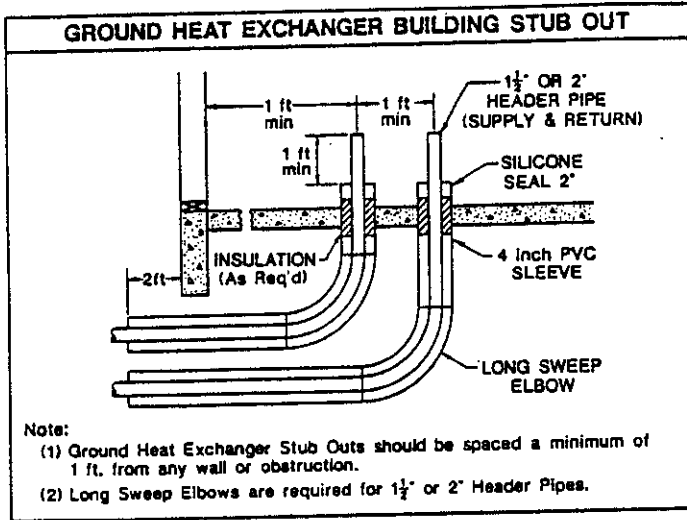 GROUND HEAT EXCHANGER BUILDING STUB OUT
1 ft
min
1 ft
min
1½" OR 2"
HEADER PIPE
(SUPPLY & RETURN)
1 ft
min
SILICONE
SEAL 2"
INSULATION
(As Req'd)
4 inch PVC
SLEEVE
2ft
LONG SWEEP
ELBOW
Note:
(1) Ground Heat Exchanger Stub Outs should be spaced a minimum of
1 ft. from any wall or obstruction.
(2) Long Sweep Elbows are required for 1½" or 2" Header Pipes.